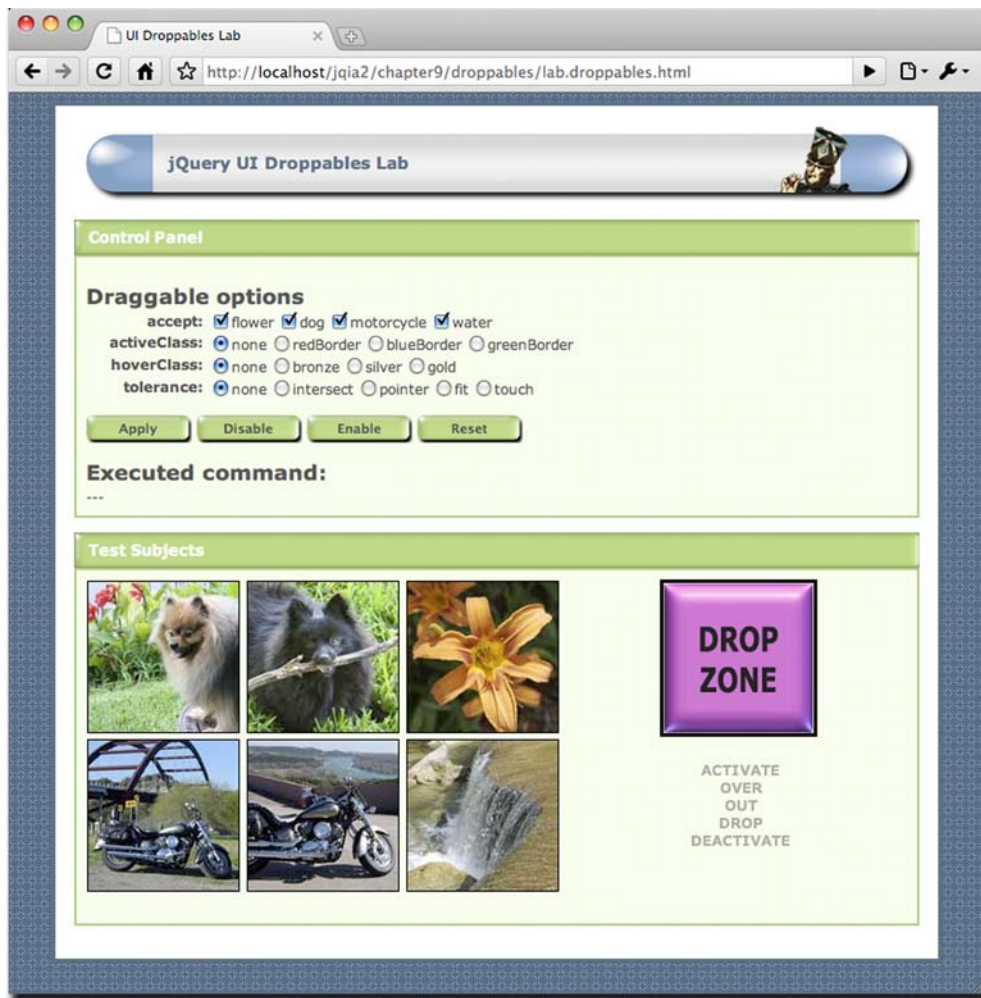 UI Droppables Lab
http://localhost/jqia2/chapter9/droppables/lab.droppables.html
jQuery UI Droppables Lab
Control Panel
Draggable options
accept: flower dog motorcycle water
activeClass: none redBorder blueBorder greenBorder
hoverClass: none bronze silver gold
tolerance: none intersect pointer fit touch
Apply Disable Enable Reset
Executed command:
---
Test Subjects
DROP
ZONE
ACTIVATE
OVER
OUT
DROP
DEACTIVATE